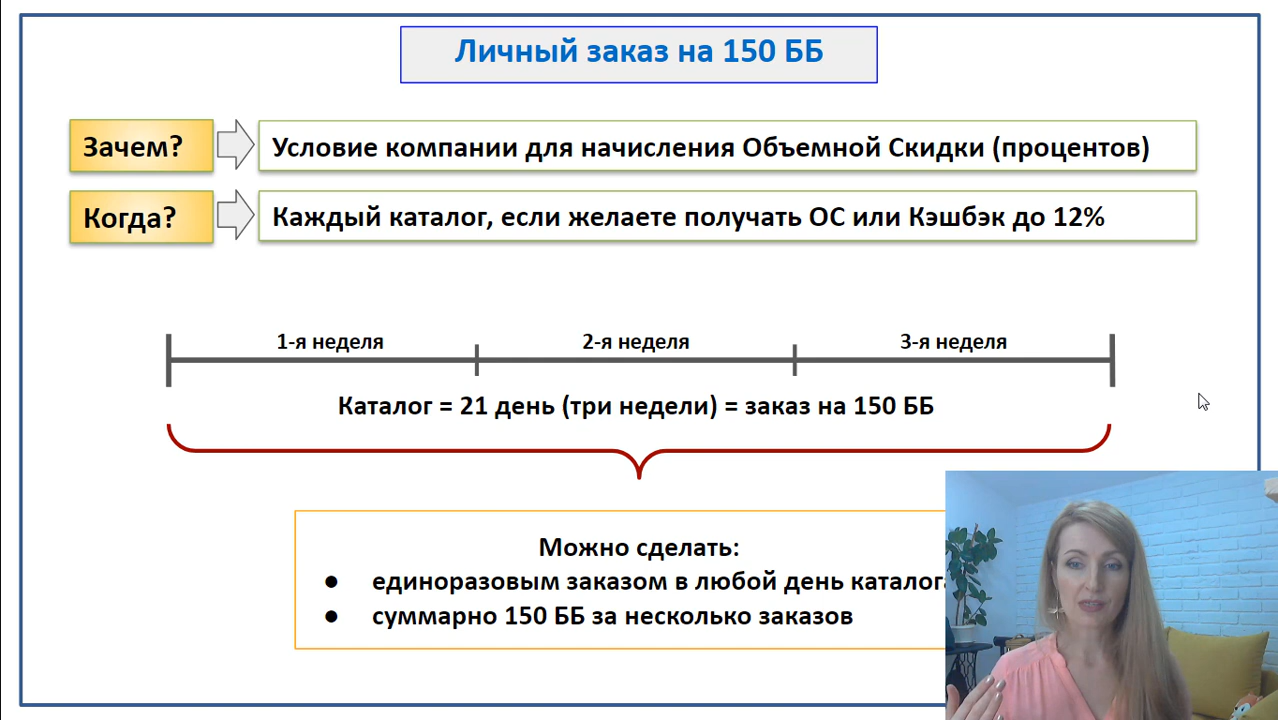 Личный заказ на 150 ББ
Зачем?
Условие компании для начисления Объемной Скидки (процентов)
Когда?
Каждый каталог, если желаете получать ОС или Кэшбэк до 12%
1-я неделя
2-я неделя
3-я неделя
Каталог = 21 день (три недели) = заказ на 150 ББ
Можно сделать:
● единоразовым заказом в любой день каталога
● суммарно 150 ББ за несколько заказов